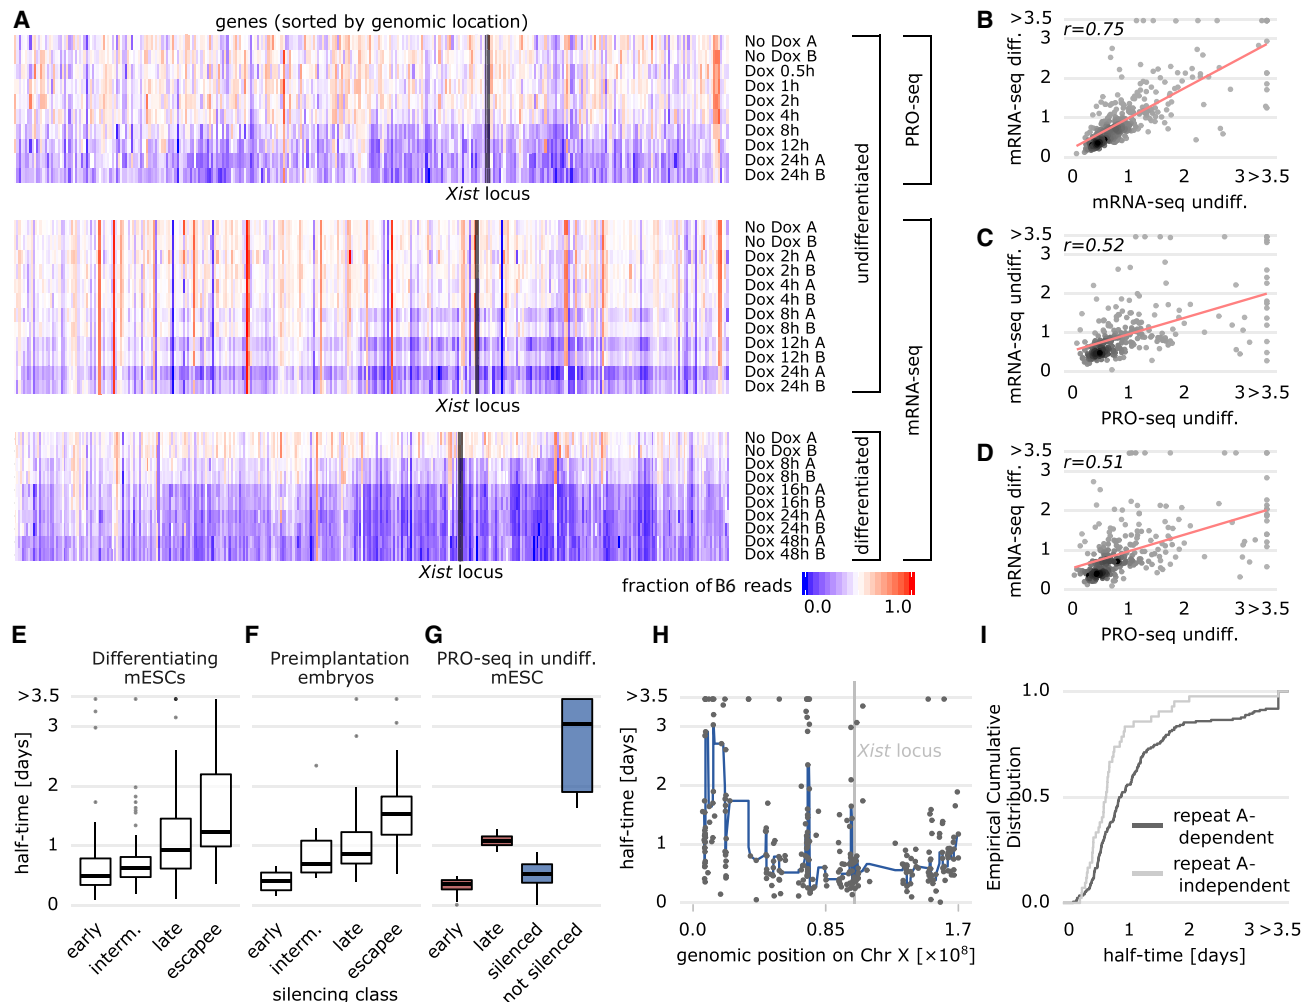 A
genes (sorted by genomic location)
No Dox A
No Dox B
Dox 0.5h
Dox 1h
Dox 2h
Dox 4h
Dox 8h
Dox 12h
Dox 24h A
Dox 24h B
Xist locus
No Dox A
No Dox B
Dox 2h A
Dox 2h B
Dox 4h A
Dox 4h B
Dox 8h A
Dox 8h B
Dox 12h A
Dox 12h B
Dox 24h A
Dox 24h B
Xist locus
No Dox A
No Dox B
Dox 8h A
Dox 8h B
Dox 16h A
Dox 16h B
Dox 24h A
Dox 24h B
Dox 48h A
Dox 48h B
Xist locus
undifferentiated
differentiated
PRO-seq
mRNA-seq
fraction of B6 reads
0.0
1.0
B
r=0.75
mRNA-seq diff.
>3.5
3
2
1
0
0 1 2 3>3.5
mRNA-seq undiff.
C
r=0.52
mRNA-seq undiff.
>3.5
3
2
1
0
0 1 2 3>3.5
PRO-seq undiff.
D
r=0.51
mRNA-seq diff.
>3.5
3
2
1
0
0 1 2 3>3.5
PRO-seq undiff.
E
Differentiating
mESCs
half-time [days]
>3.5
3
2
1
0
early
interm.
late
escapee
F
Preimplantation
embryos
early
interm.
late
escapee
silencing class
G
PRO-seq in undiff.
mESC
early
late
silenced
not silenced
H
half-time [days]
>3.5
3
2
1
0
Xist locus
0.0 0.85 1.7
genomic position on Chr X [×10⁸]
I
Empirical Cumulative
Distribution
1.0
0.5
0.0
repeat A-
dependent
repeat A-
independent
0 1 2 3 >3.5
half-time [days]